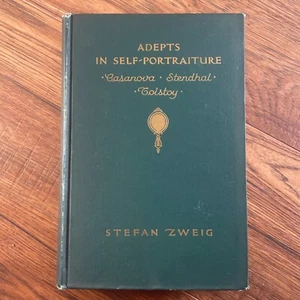 ADEPTS
IN SELF-PORTRAITURE
·Casanova · Stendhal ·
Tolstoy ·
STEFAN ZWEIG